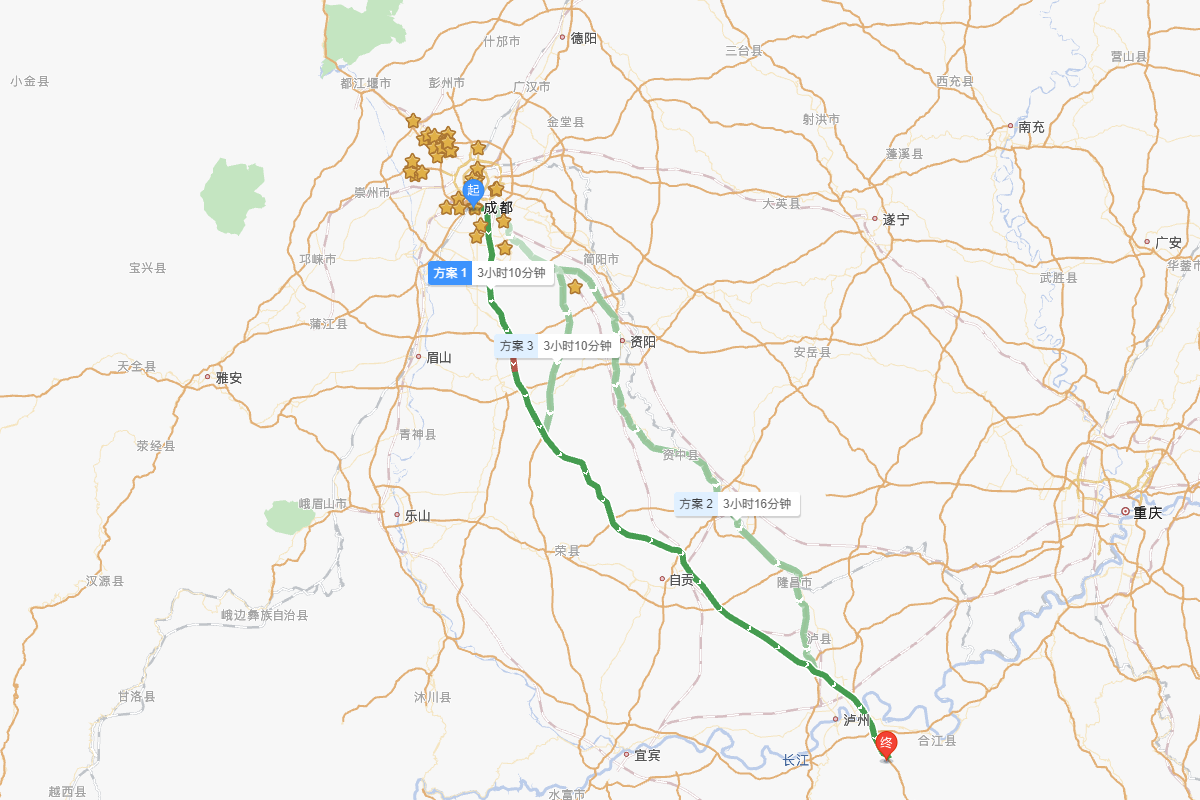 德阳
什邡市
三台县
营山县
小金县
都江堰市
彭州市
广汉市
西充县
金堂县
射洪市
南充
蓬溪县
崇州市
起
成都
大英县
遂宁
广安
邛崃市
简阳市
宝兴县
华蓥市
方案 1 3小时10分钟
武胜县
蒲江县
方案 3 3小时10分钟
资阳
眉山
安岳县
天全县
雅安
青神县
荥经县
资中县
峨眉山市
方案 2 3小时16分钟
乐山
重庆
荣县
自贡
汉源县
隆昌市
峨边彝族自治县
泸县
甘洛县
沐川县
泸州
终
合江县
宜宾
长江
越西县
水富市